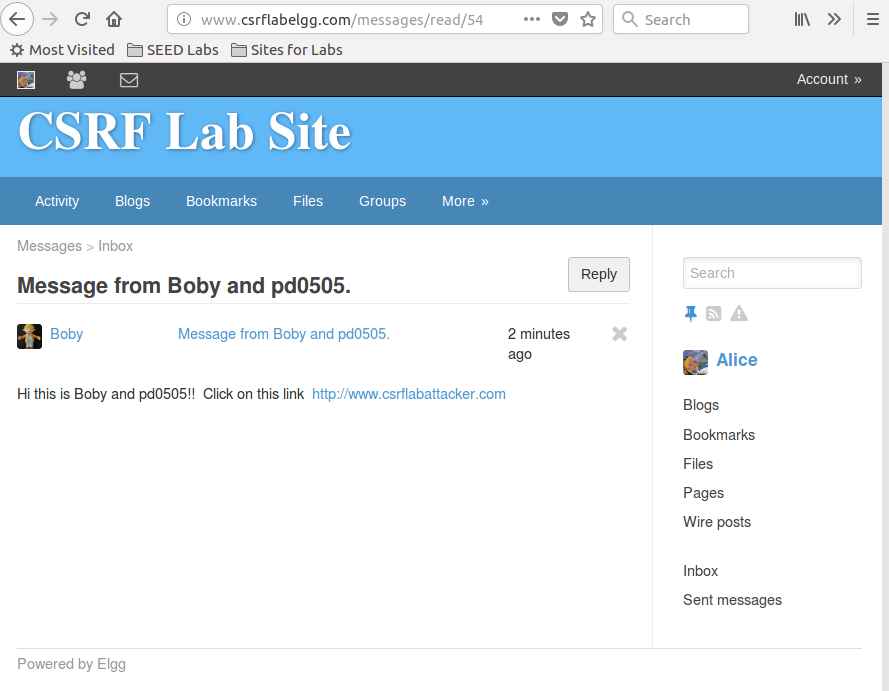 www.csrflabelgg.com/messages/read/54
Search
Most Visited SEED Labs Sites for Labs
Account »
CSRF Lab Site
Activity Blogs Bookmarks Files Groups More »
Messages > Inbox
Search
Message from Boby and pd0505.
Reply
Boby Message from Boby and pd0505. 2 minutes
ago
Hi this is Boby and pd0505!! Click on this link http://www.csrflabattacker.com
Alice
Blogs
Bookmarks
Files
Pages
Wire posts
Inbox
Sent messages
Powered by Elgg